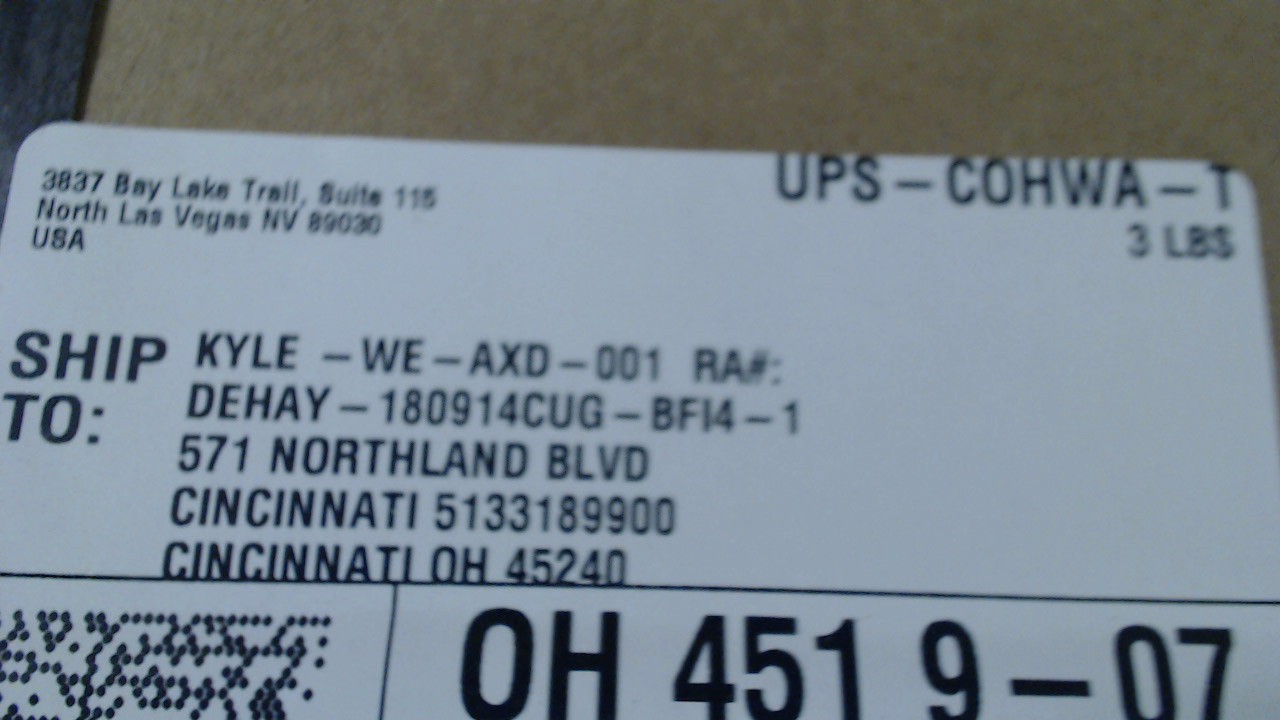 3837 Bay Lake Trail, Suite 115
North Las Vegas NV 89030
USA
UPS – COHWA – T
3 LBS
SHIP TO:
KYLE – WE – AXD – 001 RA#:
DEHAY – 180914CUG – BFI4 – 1
571 NORTHLAND BLVD
CINCINNATI 5133189900
CINCINNATI OH 45240
OH 451 9 – 07